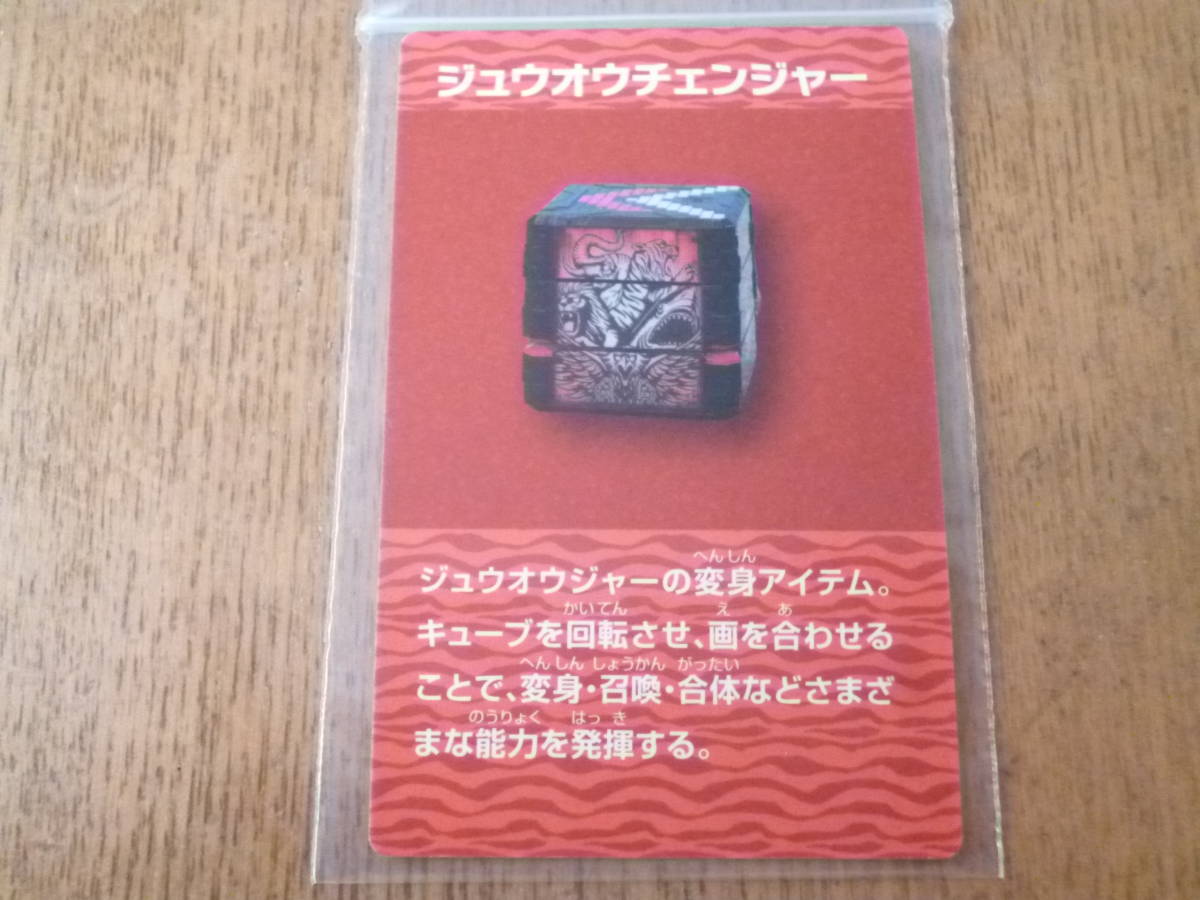 ジュウオウチェンジャー
へんしん
ジュウオウジャーの変身アイテム。
かいてん え あ
キューブを回転させ、画を合わせる
へんしん しょうかん がったい
ことで、変身・召喚・合体などさまざ
のうりょく はっき
まな能力を発揮する。